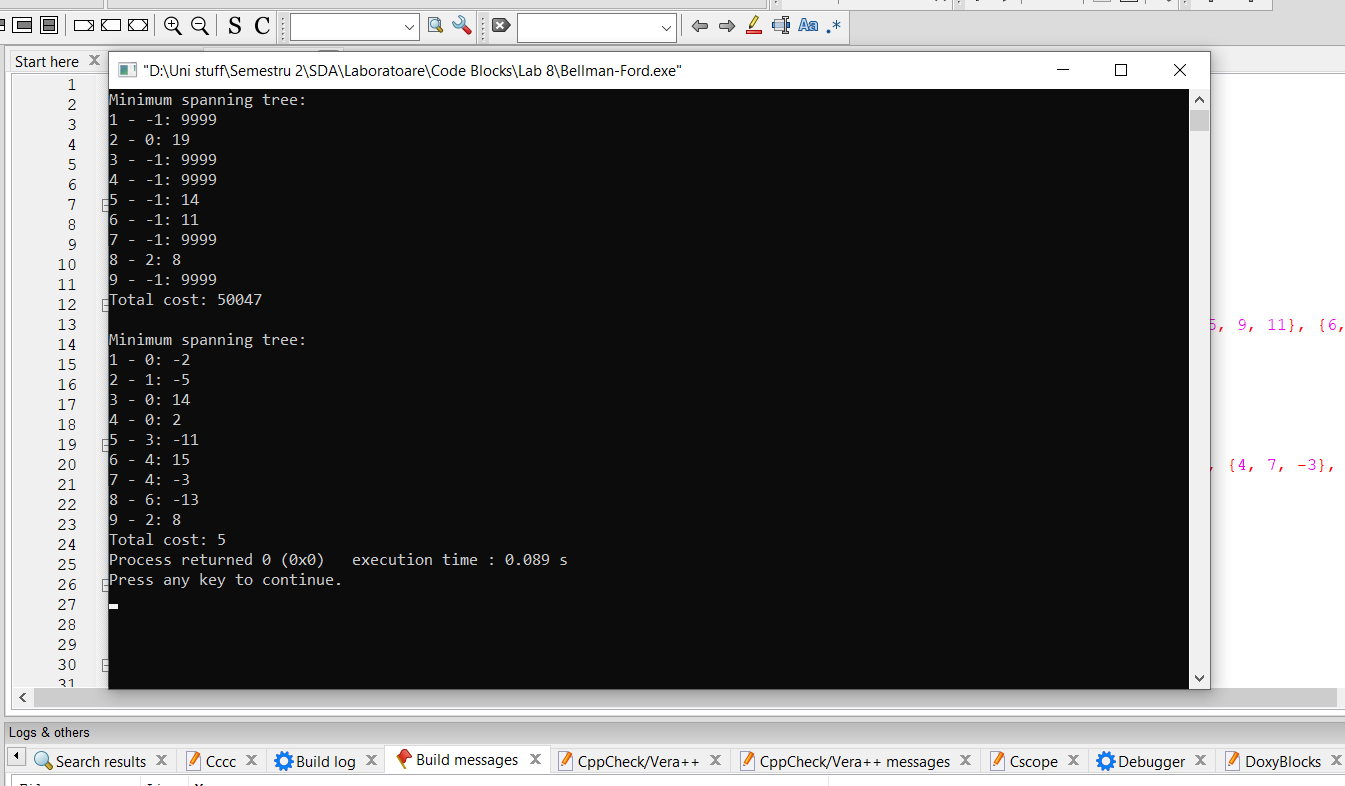 S C
Aa .*
Start here
"D:\Uni stuff\Semestru 2\SDA\Laboratoare\Code Blocks\Lab 8\Bellman-Ford.exe"
1
2
3
4
5
6
7
8
9
10
11
12
13
14
15
16
17
18
19
20
21
22
23
24
25
26
27
28
29
30
31
Minimum spanning tree:
1 - -1: 9999
2 - 0: 19
3 - -1: 9999
4 - -1: 9999
5 - -1: 14
6 - -1: 11
7 - -1: 9999
8 - 2: 8
9 - -1: 9999
Total cost: 50047
Minimum spanning tree:
1 - 0: -2
2 - 1: -5
3 - 0: 14
4 - 0: 2
5 - 3: -11
6 - 4: 15
7 - 4: -3
8 - 6: -13
9 - 2: 8
Total cost: 5
Process returned 0 (0x0)   execution time : 0.089 s
Press any key to continue.
, 9, 11}, {6,
, {4, 7, -3},
Logs & others
Search results
Cccc
Build log
Build messages
CppCheck/Vera++
CppCheck/Vera++ messages
Cscope
Debugger
DoxyBlocks